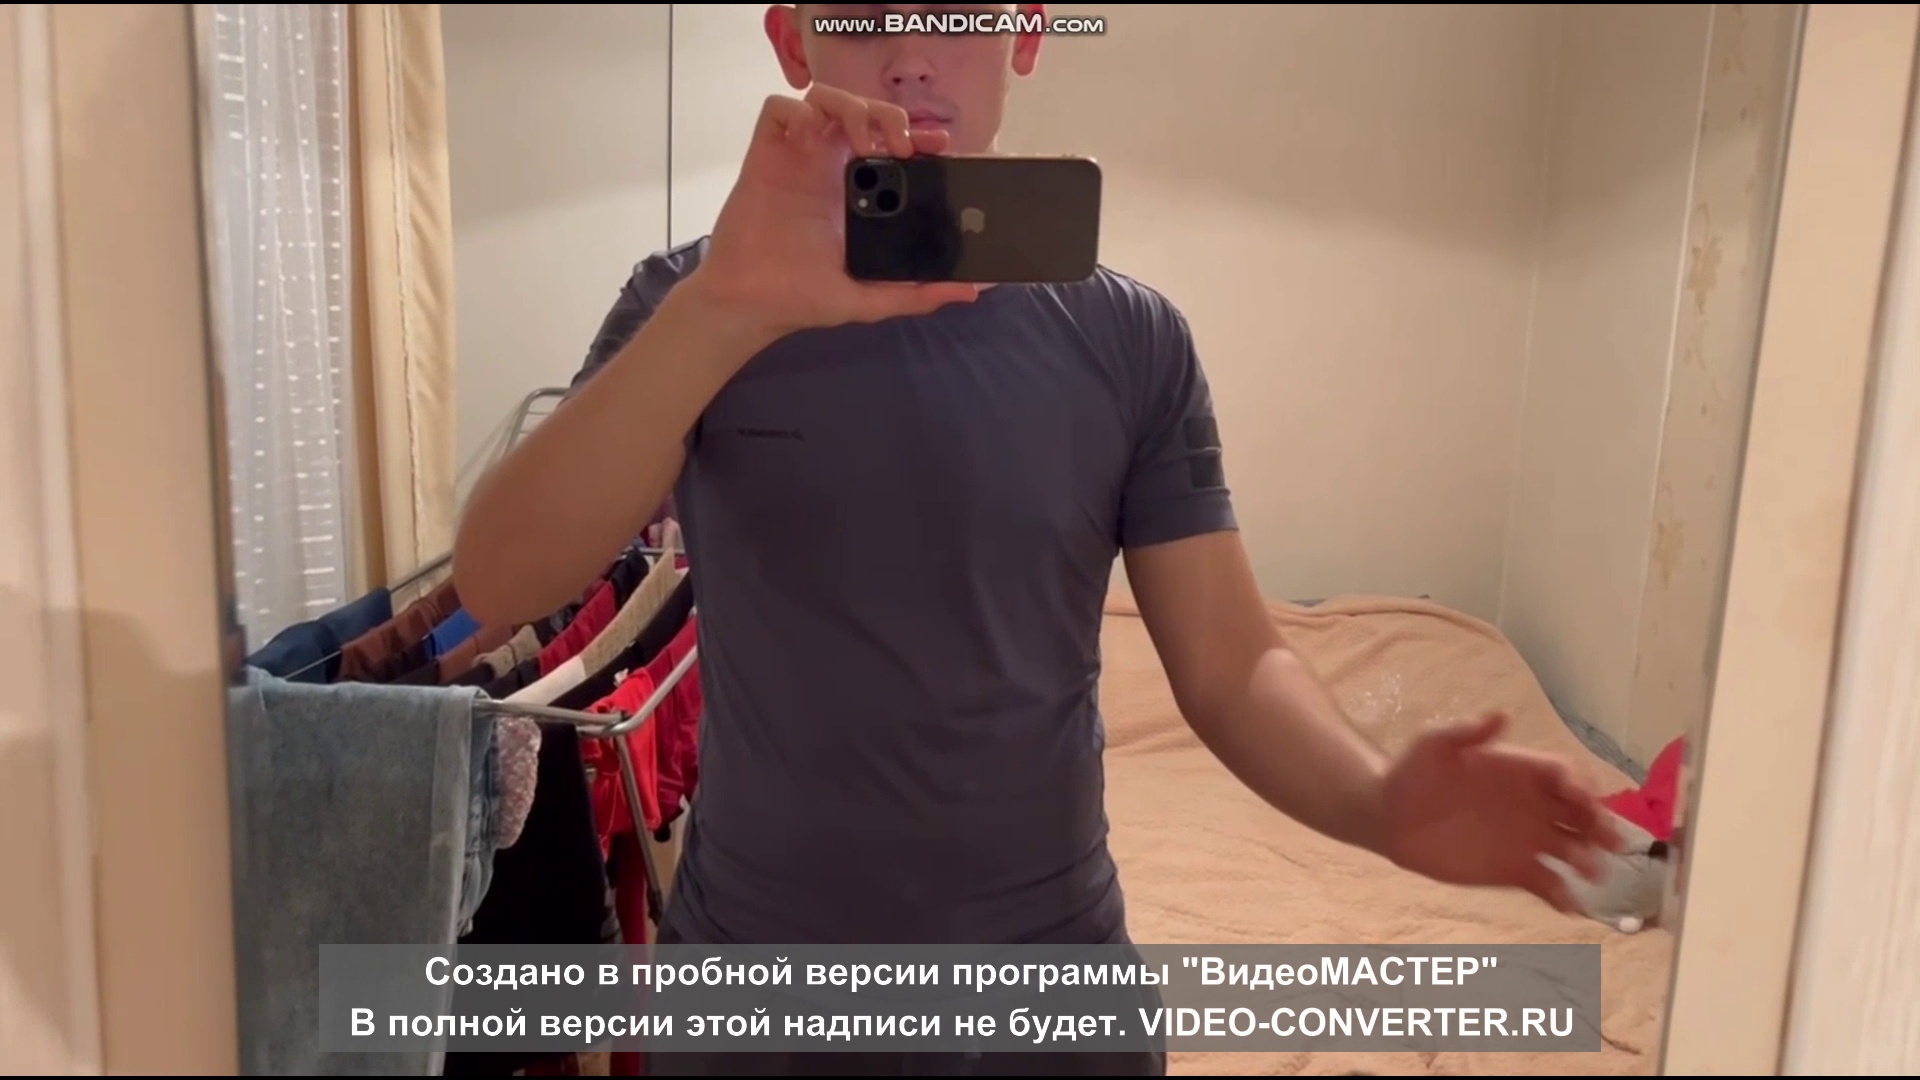 www.BANDICAM.com
Создано в пробной версии программы "ВидеоМАСТЕР"
В полной версии этой надписи не будет. VIDEO-CONVERTER.RU